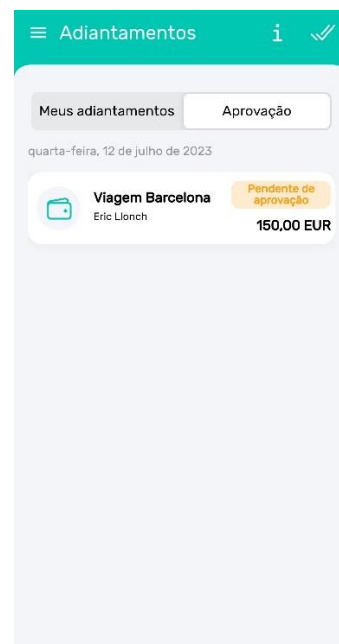 Adiantamentos
Meus adiantamentos
Aprovação
quarta-feira, 12 de julho de 2023
Viagem Barcelona
Eric Llonch
Pendente de
aprovação
150,00 EUR